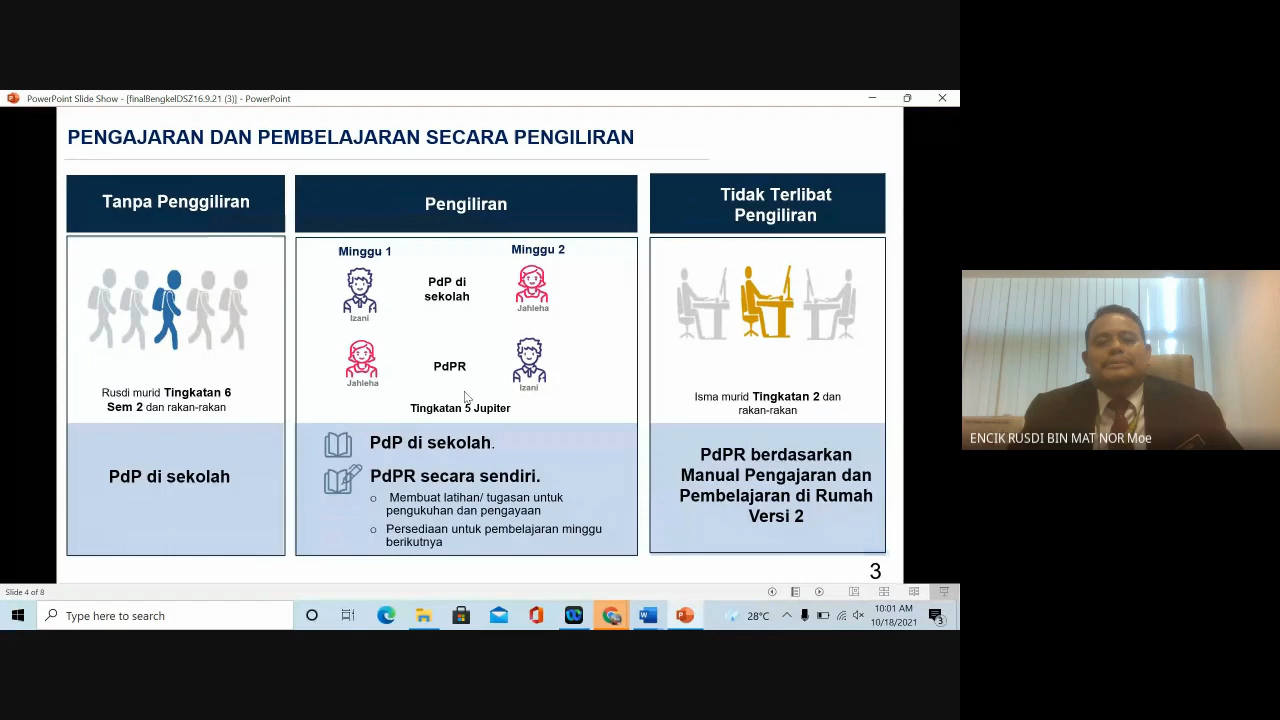 PowerPoint Slide Show - [finalBengkelDSZ16.9.21 (3)] - PowerPoint
PENGAJARAN DAN PEMBELAJARAN SECARA PENGILIRAN
Tanpa Penggiliran
Rusdi murid Tingkatan 6
Sem 2 dan rakan-rakan
PdP di sekolah
Pengiliran
Minggu 1
Minggu 2
Izani
PdP di
sekolah
Jahleha
Jahleha
PdPR
Izani
Tingkatan 5 Jupiter
PdP di sekolah.
PdPR secara sendiri.
Membuat latihan/ tugasan untuk
pengukuhan dan pengayaan
Persediaan untuk pembelajaran minggu
berikutnya
Tidak Terlibat
Pengiliran
Isma murid Tingkatan 2 dan
rakan-rakan
PdPR berdasarkan
Manual Pengajaran dan
Pembelajaran di Rumah
Versi 2
3
Slide 4 of 8
Type here to search
28°C
10:01 AM
10/18/2021
3
ENCIK RUSDI BIN MAT NOR Moe